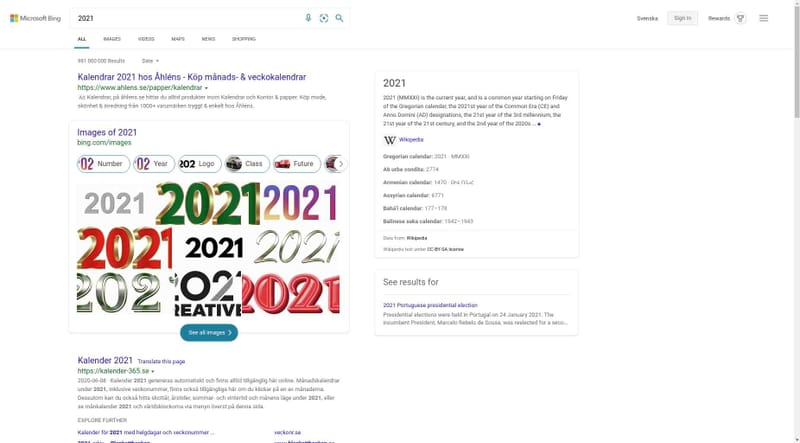 Microsoft Bing
2021
Svenska
Sign in
Rewards
ALL IMAGES VIDEOS MAPS NEWS SHOPPING
981 000 000 Results Date
Kalendrar 2021 hos Åhléns - Köp månads- & veckokalendrar
https://www.ahlens.se/papper/kalendrar
Kalendrar, på åhlens.se hittar du alltid produkter inom Kalendrar och Kontor & papper. Köp mode,
skönhet & inredning från 1000+ varumärken tryggt & enkelt hos Åhléns.
Images of 2021
bing.com/images
Number Year Logo Class Future
2021 2021 2021
2021 2021 2021
202 202 2021
CREATIVE
See all images
Kalender 2021 Translate this page
https://kalender-365.se
2020-06-08 · Kalender 2021 genereras automatiskt och finns alltid tillgänglig här online. Månadskalendrar
under 2021, inklusive veckonummer, finns också tillgängliga här om du klickar på en av månaderna.
Dessutom kan du också hitta skottår, årstider, sommar- och vintertid och månens läge under 2021, eller
se månkalender 2021 och världsklockorna via menyn överst på denna sida.
EXPLORE FURTHER
Kalender för 2021 med helgdagar och veckonummer ...
veckonr.se
2021
MMXXI) is the current year, and is a common year starting on Friday
of the Gregorian calendar, the 2021st year of the Common Era (CE) and
Anno Domini (AD) designations, the 21st year of the 3rd millennium, the
21st year of the 21st century, and the 2nd year of the 2020s ...
Wikipedia
Gregorian calendar: 2021 · MMXXI
Ab urbe condita: 2774
Armenian calendar: 1470
Assyrian calendar: 6771
Bahá'í calendar: 177–178
Balinese saka calendar: 1942–1943
Data from: Wikipedia
Wikipedia text under CC-BY-SA license
See results for
2021 Portuguese presidential election
Presidential elections were held in Portugal on 24 January 2021. The
incumbent President, Marcelo Rebelo de Sousa, was reelected for a seco...